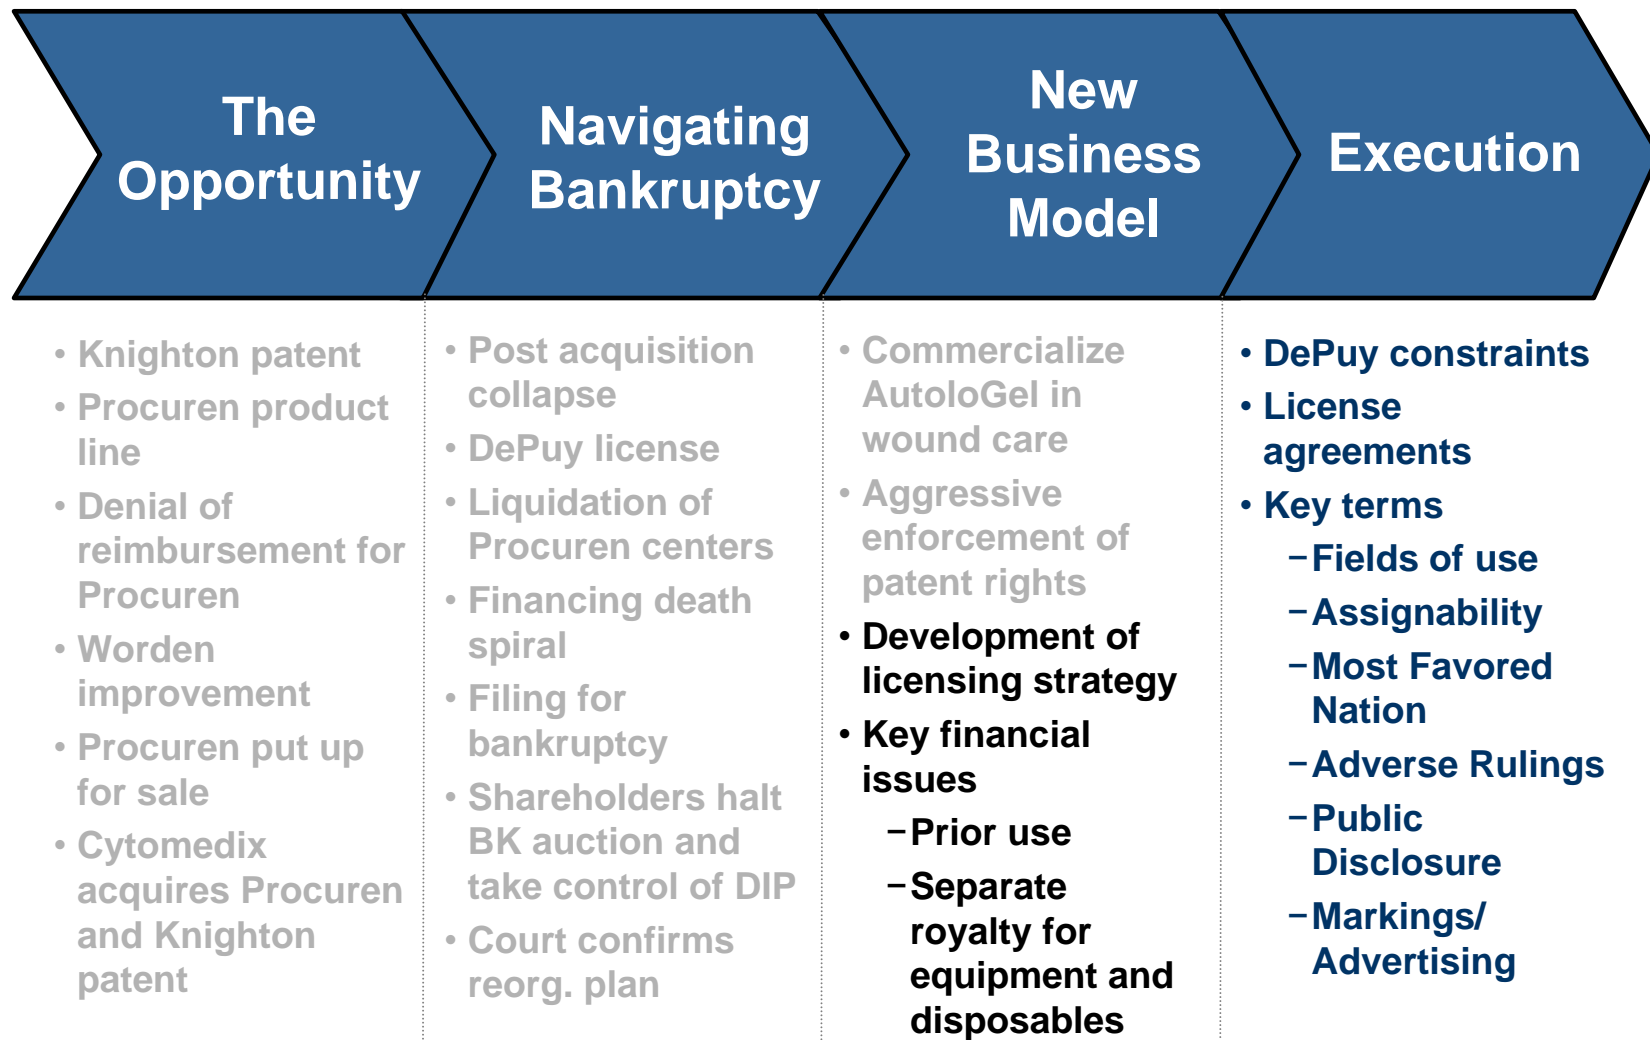 The
Opportunity
Navigating
Bankruptcy
New
Business
Model
Execution
• Knighton patent
• Procuren product
line
• Denial of
reimbursement for
Procuren
• Worden
improvement
• Procuren put up
for sale
• Cytomedix
acquires Procuren
and Knighton
patent
• Post acquisition
collapse
• DePuy license
• Liquidation of
Procuren centers
• Financing death
spiral
• Filing for
bankruptcy
• Shareholders halt
BK auction and
take control of DIP
• Court confirms
reorg. plan
• Commercialize
AutoloGel in
wound care
• Aggressive
enforcement of
patent rights
• Development of
licensing strategy
• Key financial
issues
–Prior use
–Separate
royalty for
equipment and
disposables
• DePuy constraints
• License
agreements
• Key terms
–Fields of use
–Assignability
–Most Favored
Nation
–Adverse Rulings
–Public
Disclosure
–Markings/
Advertising